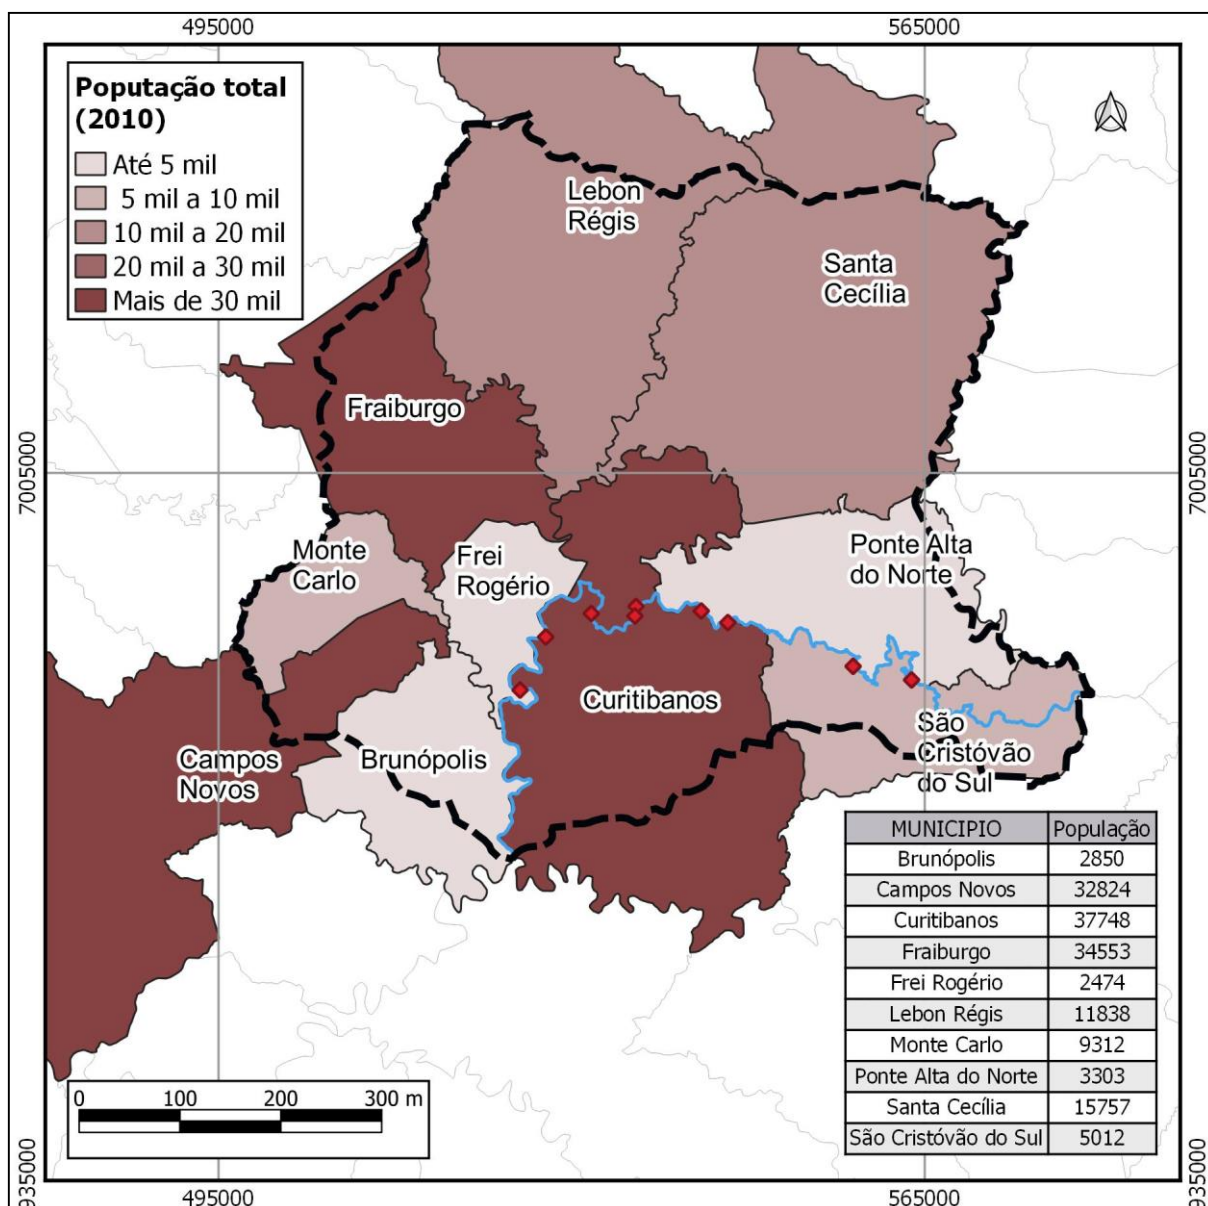 495000
565000
Poputação total
(2010)
Até 5 mil
5 mil a 10 mil
10 mil a 20 mil
20 mil a 30 mil
Mais de 30 mil
Lebon
Régis
Santa
Cecília
Fraiburgo
7005000
7005000
Monte
Carlo
Frei
Rogério
Ponte Alta
do Norte
Curitibanos
São
Cristóvão
do Sul
Brunópolis
Campos
Novos
MUNICIPIO População
Brunópolis 2850
Campos Novos 32824
Curitibanos 37748
Fraiburgo 34553
Frei Rogério 2474
Lebon Régis 11838
Monte Carlo 9312
Ponte Alta do Norte 3303
Santa Cecília 15757
São Cristóvão do Sul 5012
0 100 200 300 m
935000
935000
495000
565000